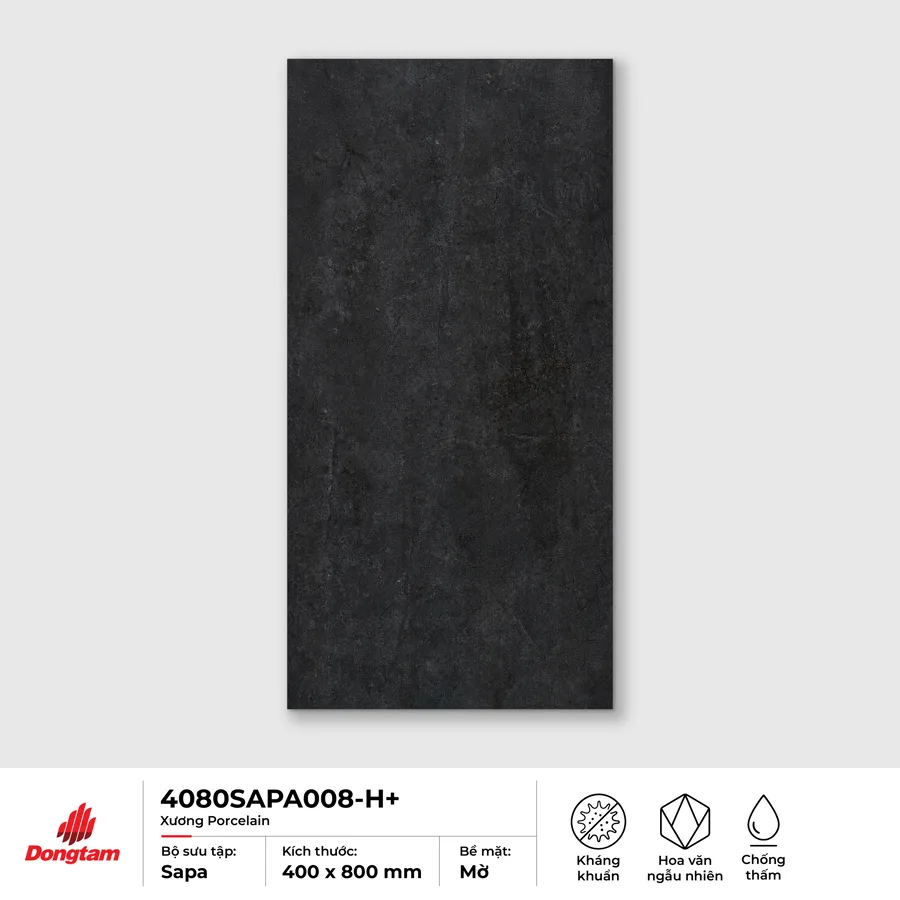 Dongtam
4080SAPA008-H+
Xương Porcelain
Bộ sưu tập:
Sapa
Kích thước:
400 x 800 mm
Bề mặt:
Mờ
Kháng
khuẩn
Hoa văn
ngẫu nhiên
Chống
thấm